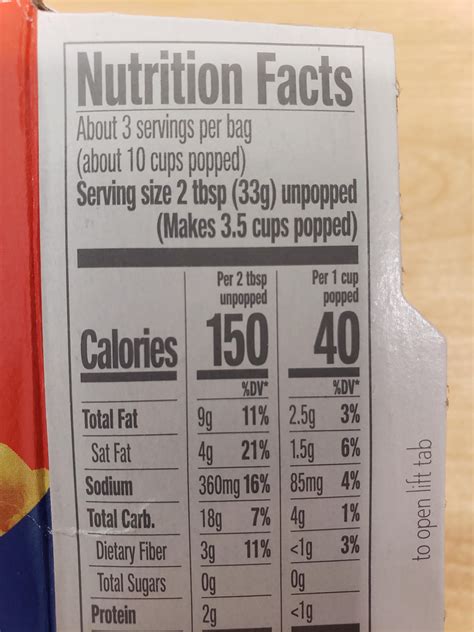 Nutrition Facts
About 3 servings per bag
(about 10 cups popped)
Serving size 2 tbsp (33g) unpopped
(Makes 3.5 cups popped)
Per 2 tbsp unpopped Per 1 cup popped
Calories 150 40
%DV* %DV*
Total Fat 9g 11% 2.5g 3%
Sat Fat 4g 21% 1.5g 6%
Sodium 360mg 16% 85mg 4%
Total Carb. 18g 7% 4g 1%
Dietary Fiber 3g 11% <1g 3%
Total Sugars 0g 0g
Protein 2g <1g
to open lift tab